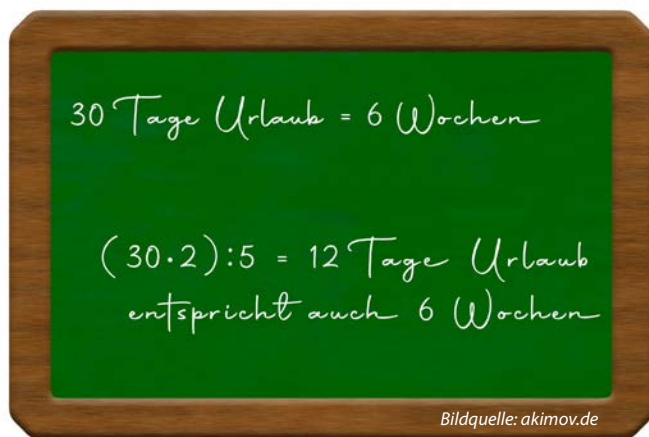 30 Tage Urlaub = 6 Wochen
(30·2):5 = 12 Tage Urlaub
entspricht auch 6 Wochen
Bildquelle: akimov.de